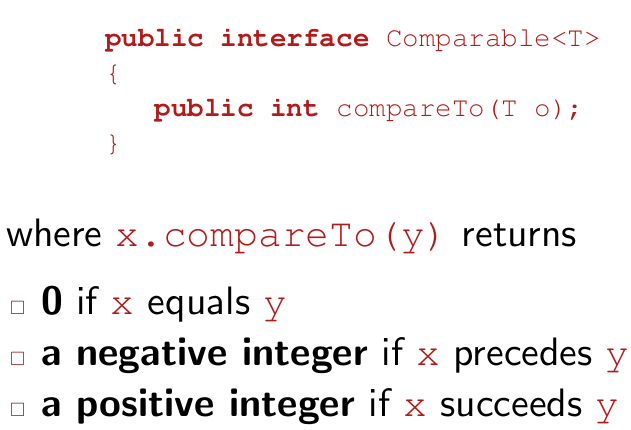 public interface Comparable<T>
{
public int compareTo(T o);
}
where x.compareTo(y) returns
0 if x equals y
a negative integer if x precedes y
a positive integer if x succeeds y